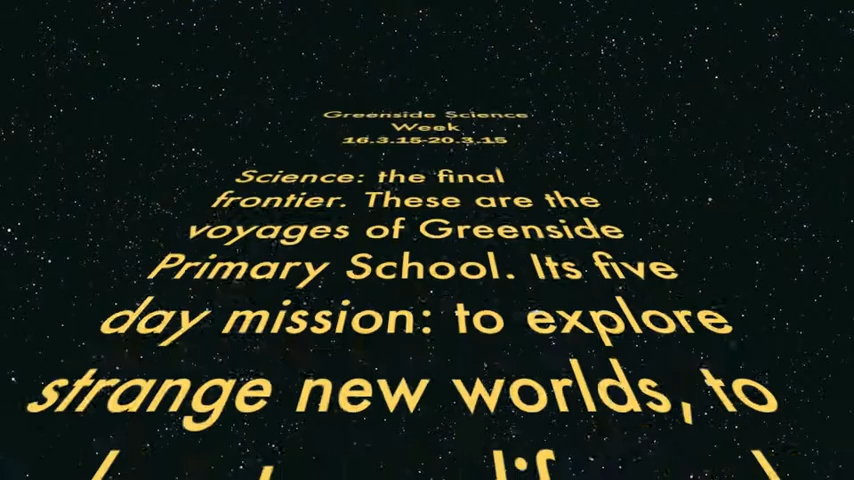 Greenside Science
Week
16.3.15-20.3.15
Science: the final
frontier. These are the
voyages of Greenside
Primary School. Its five
day mission: to explore
strange new worlds, to